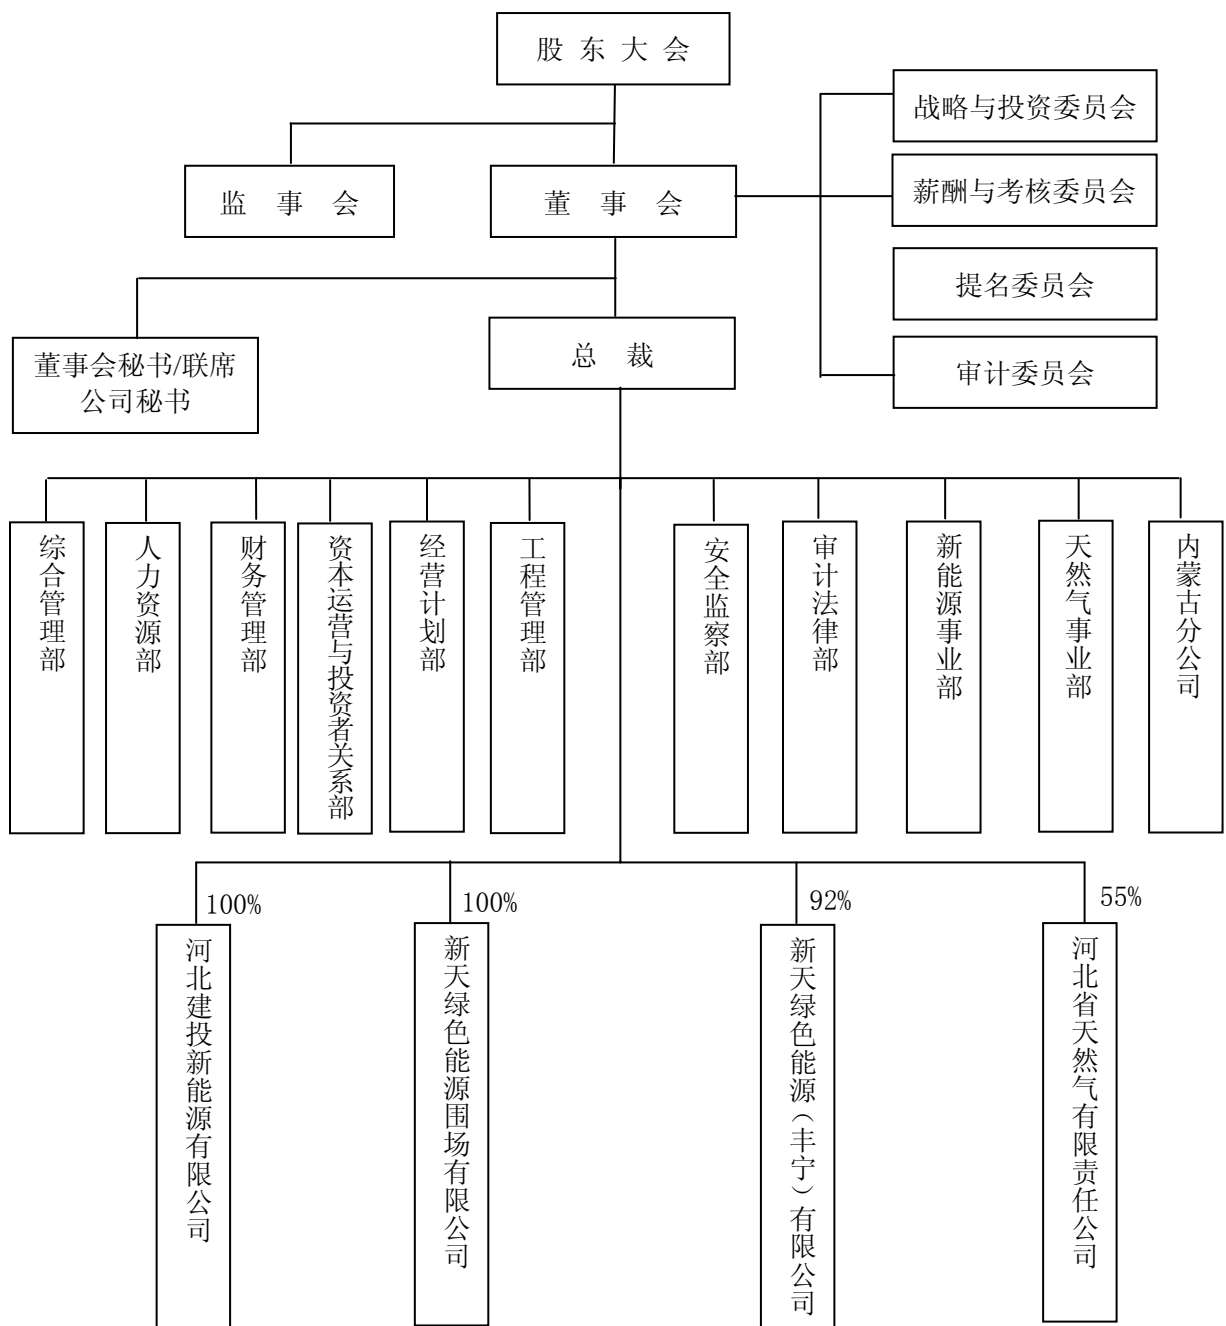 股东大会
战略与投资委员会
监事会
董事会
薪酬与考核委员会
提名委员会
总裁
董事会秘书/联席
公司秘书
审计委员会
综合管理部
人力资源部
财务管理部
资本运营与投资者关系部
经营计划部
工程管理部
安全监察部
审计法律部
新能源事业部
天然气事业部
内蒙古分公司
100%
100%
92%
55%
河北建投新能源有限公司
新天绿色能源围场有限公司
新天绿色能源（丰宁）有限公司
河北省天然气有限责任公司